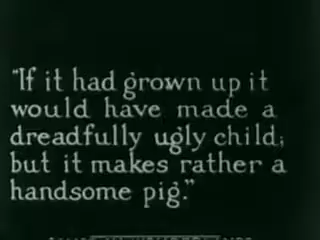 "If it had grown up it
would have made a
dreadfully ugly child;
but it makes rather a
handsome pig."